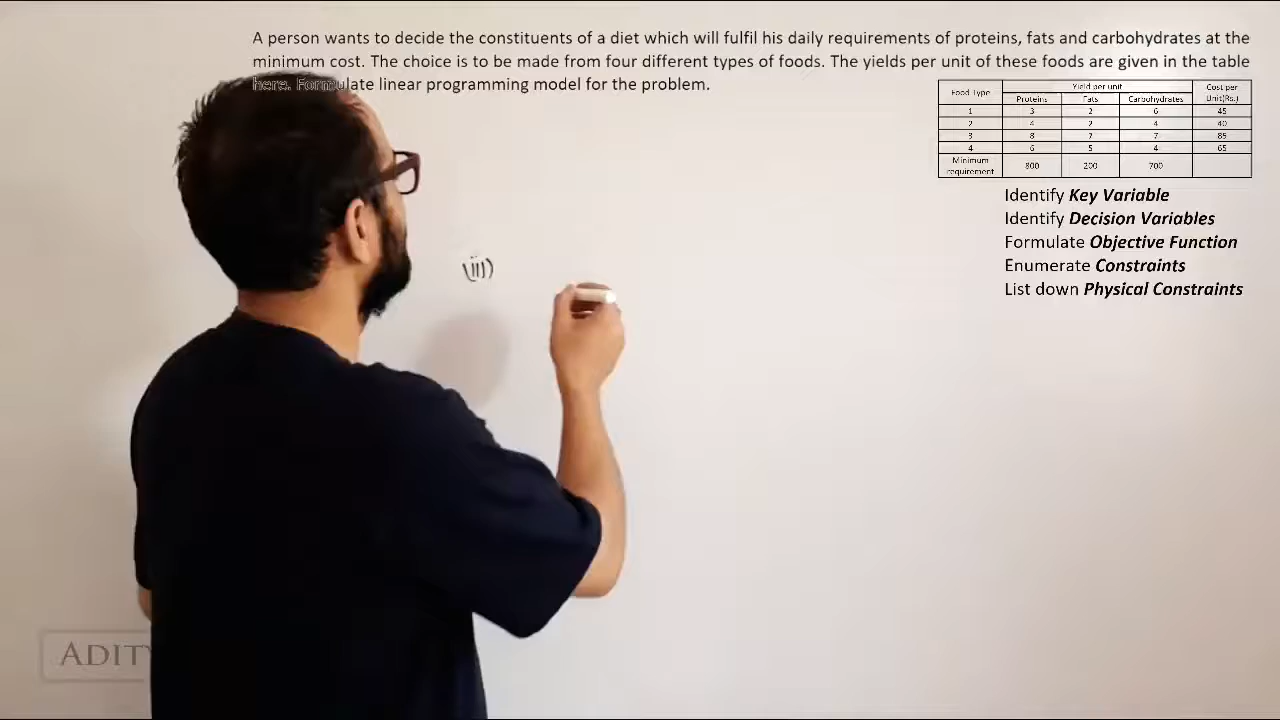 A person wants to decide the constituents of a diet which will fulfil his daily requirements of proteins, fats and carbohydrates at the
minimum cost. The choice is to be made from four different types of foods. The yields per unit of these foods are given in the table
here. Formulate linear programming model for the problem.
Food Type Yield per unit Cost per Unit(Rs.)
Proteins Fats Carbohydrates
1 3 2 6 45
2 4 2 4 40
3 8 7 7 85
4 6 5 4 65
Minimum requirement 800 200 700
Identify Key Variable
Identify Decision Variables
Formulate Objective Function
Enumerate Constraints
List down Physical Constraints
(iii)
ADIT